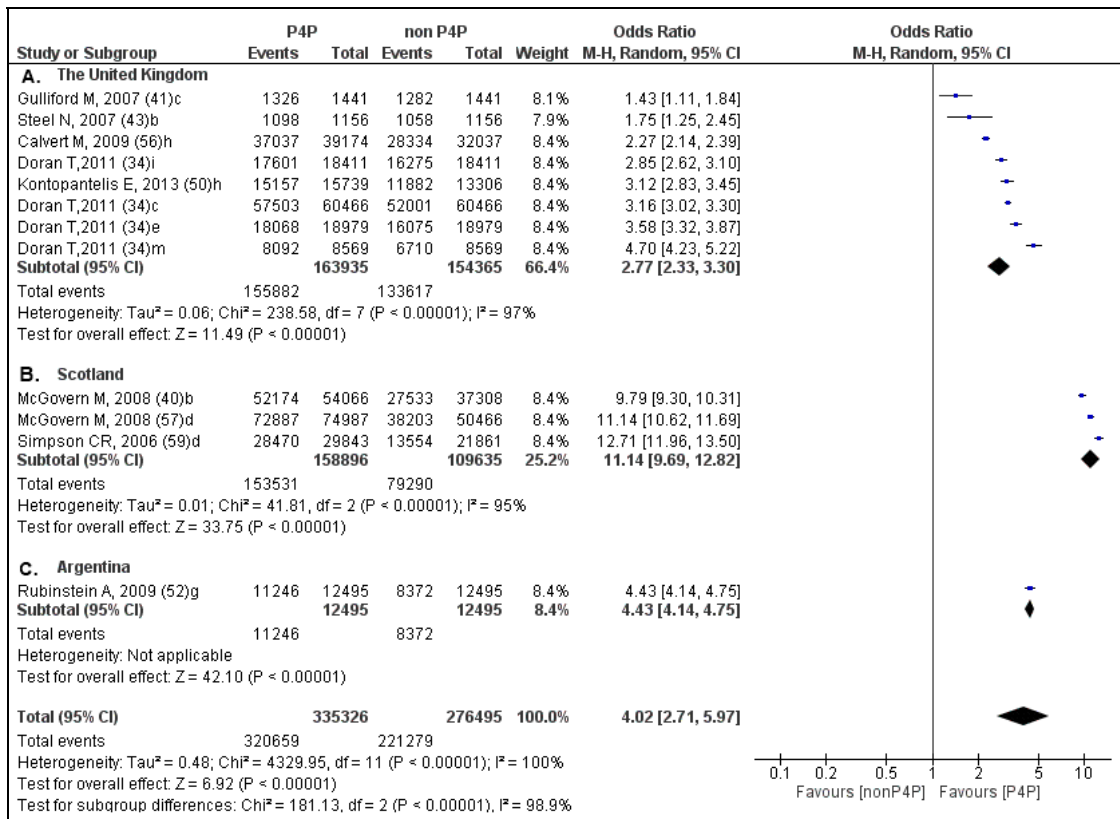 P4P non P4P Odds Ratio Odds Ratio
Study or Subgroup Events Total Events Total Weight M-H, Random, 95% CI M-H, Random, 95% CI
A. The United Kingdom
Gulliford M, 2007 (41)c 1326 1441 1282 1441 8.1% 1.43 [1.11, 1.84]
Steel N, 2007 (43)b 1098 1156 1058 1156 7.9% 1.75 [1.25, 2.45]
Calvert M, 2009 (56)h 37037 39174 28334 32037 8.4% 2.27 [2.14, 2.39]
Doran T,2011 (34)i 17601 18411 16275 18411 8.4% 2.85 [2.62, 3.10]
Kontopantelis E, 2013 (50)h 15157 15739 11882 13306 8.4% 3.12 [2.83, 3.45]
Doran T,2011 (34)c 57503 60466 52001 60466 8.4% 3.16 [3.02, 3.30]
Doran T,2011 (34)e 18068 18979 16075 18979 8.4% 3.58 [3.32, 3.87]
Doran T,2011 (34)m 8092 8569 6710 8569 8.4% 4.70 [4.23, 5.22]
Subtotal (95% CI) 163935 154365 66.4% 2.77 [2.33, 3.30]
Total events 155882 133617
Heterogeneity: Tau² = 0.06; Chi² = 238.58, df = 7 (P < 0.00001); I² = 97%
Test for overall effect: Z = 11.49 (P < 0.00001)
B. Scotland
McGovern M, 2008 (40)b 52174 54066 27533 37308 8.4% 9.79 [9.30, 10.31]
McGovern M, 2008 (57)d 72887 74987 38203 50466 8.4% 11.14 [10.62, 11.69]
Simpson CR, 2006 (59)d 28470 29843 13554 21861 8.4% 12.71 [11.96, 13.50]
Subtotal (95% CI) 158896 109635 25.2% 11.14 [9.69, 12.82]
Total events 153531 79290
Heterogeneity: Tau² = 0.01; Chi² = 41.81, df = 2 (P < 0.00001); I² = 95%
Test for overall effect: Z = 33.75 (P < 0.00001)
C. Argentina
Rubinstein A, 2009 (52)g 11246 12495 8372 12495 8.4% 4.43 [4.14, 4.75]
Subtotal (95% CI) 12495 12495 8.4% 4.43 [4.14, 4.75]
Total events 11246 8372
Heterogeneity: Not applicable
Test for overall effect: Z = 42.10 (P < 0.00001)
Total (95% CI) 335326 276495 100.0% 4.02 [2.71, 5.97]
Total events 320659 221279
Heterogeneity: Tau² = 0.48; Chi² = 4329.95, df = 11 (P < 0.00001); I² = 100%
Test for overall effect: Z = 6.92 (P < 0.00001)
Test for subgroup differences: Chi² = 181.13, df = 2 (P < 0.00001), I² = 98.9%
0.1 0.2 0.5 1 2 5 10
Favours [nonP4P] Favours [P4P]